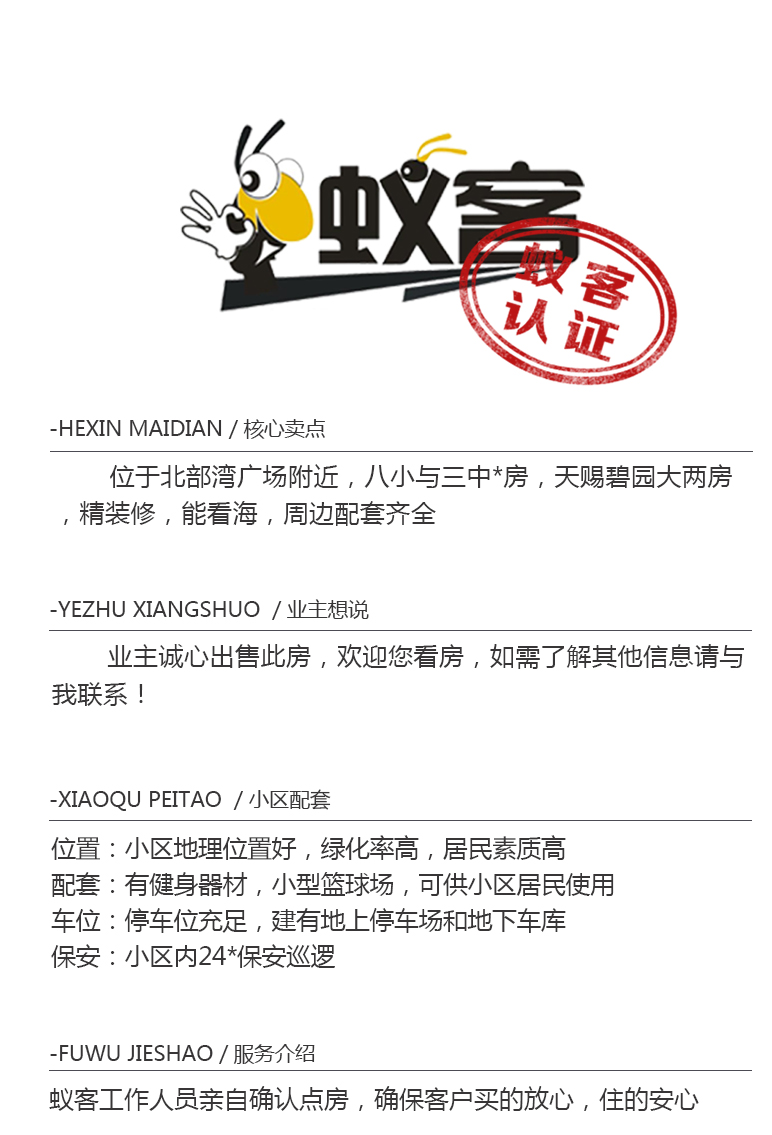 蚁客
蚁客
认证
-HEXIN MAIDIAN / 核心卖点
位于北部湾广场附近，八小与三中*房，天赐碧园大两房
，精装修，能看海，周边配套齐全
-YEZHU XIANGSHUO / 业主想说
业主诚心出售此房，欢迎您看房，如需了解其他信息请与
我联系！
-XIAOQU PEITAO / 小区配套
位置：小区地理位置好，绿化率高，居民素质高
配套：有健身器材，小型篮球场，可供小区居民使用
车位：停车位充足，建有地上停车场和地下车库
保安：小区内24*保安巡逻
-FUWU JIESHAO / 服务介绍
蚁客工作人员亲自确认点房，确保客户买的放心，住的安心